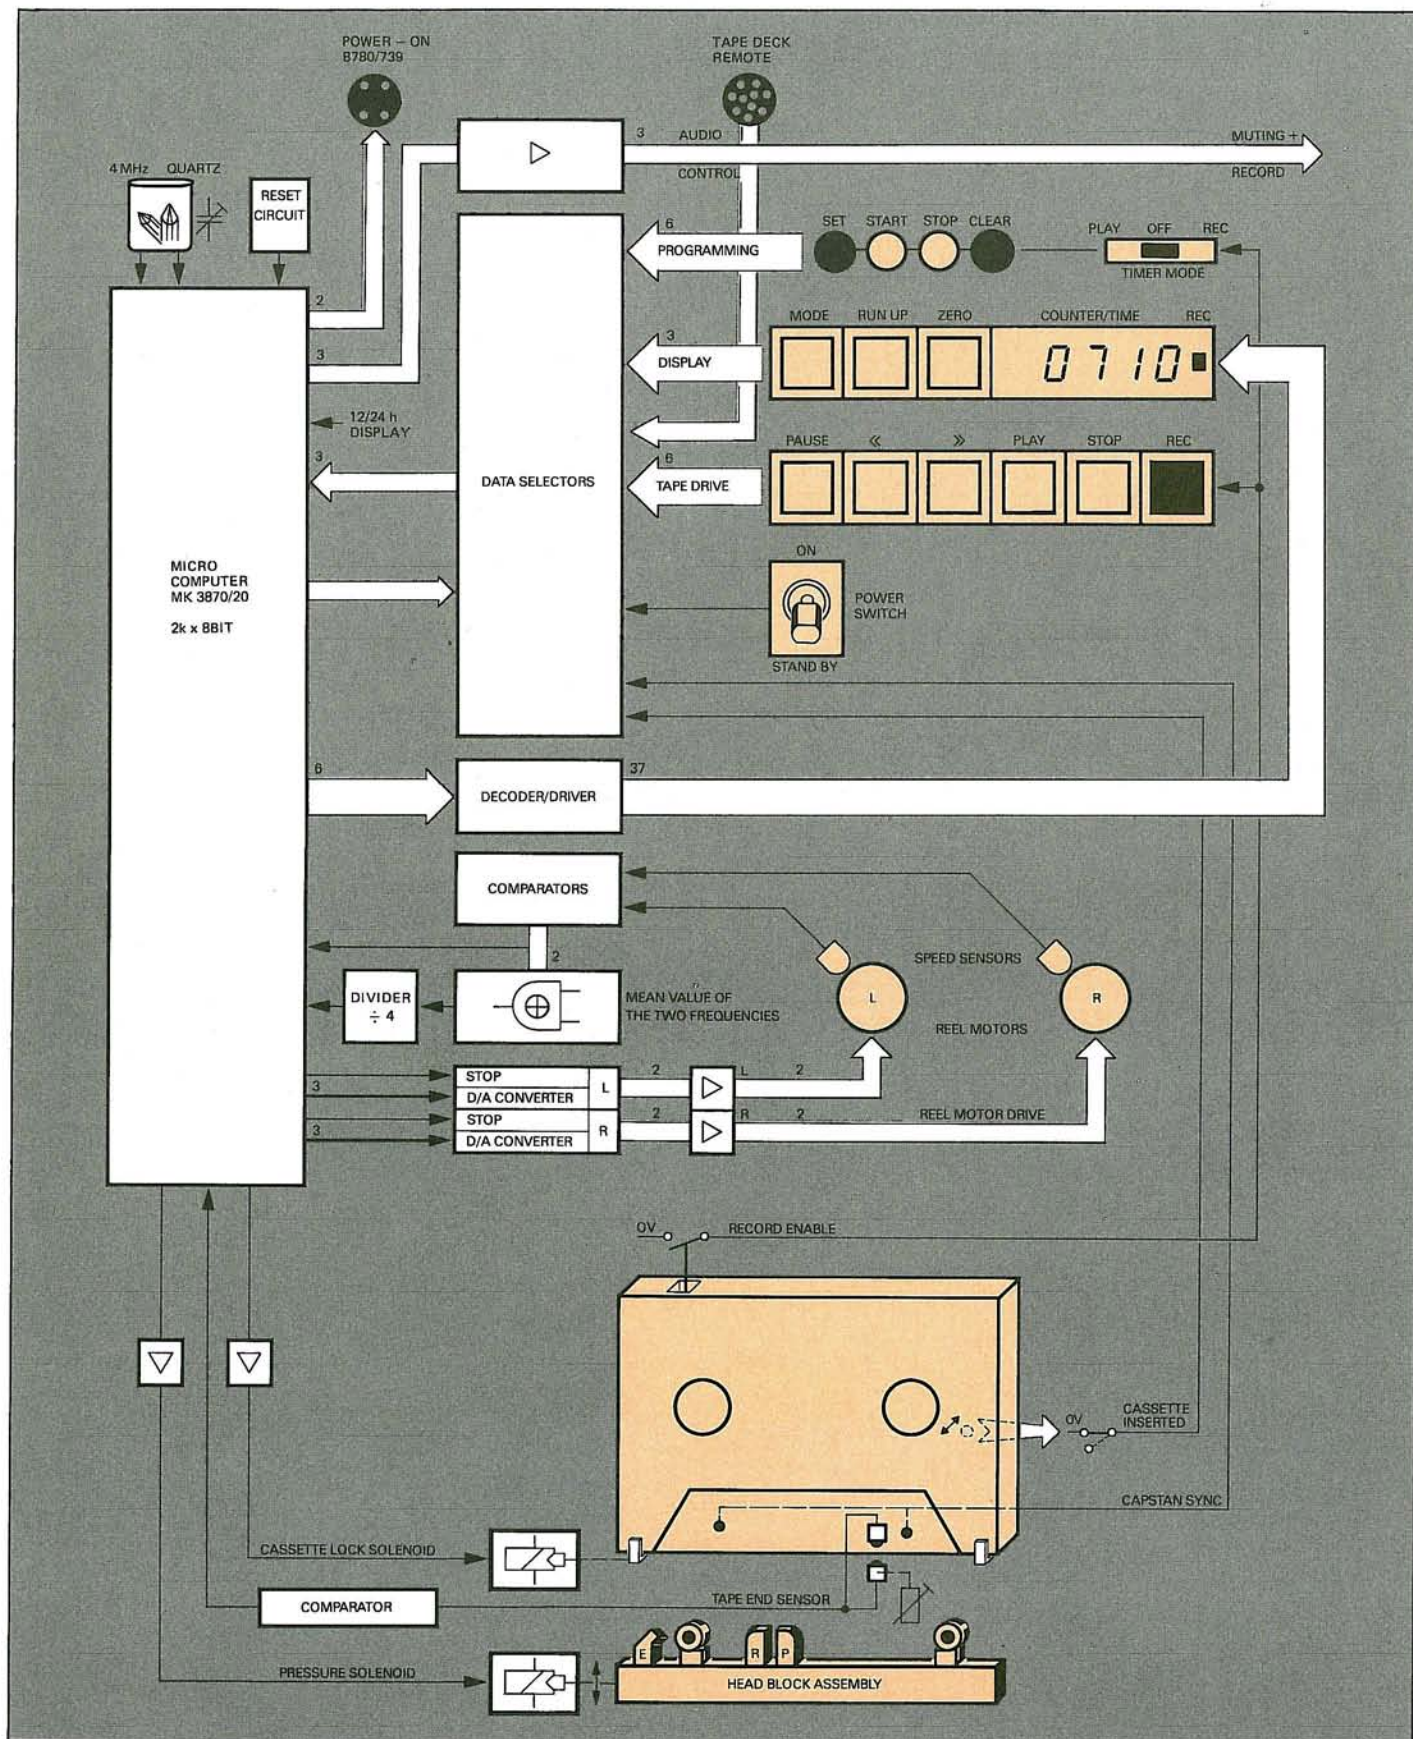 POWER – ON
B780/739
TAPE DECK
REMOTE
3 AUDIO
CONTROL
MUTING +
RECORD
4 MHz QUARTZ
RESET
CIRCUIT
6
PROGRAMMING
SET START STOP CLEAR
PLAY OFF REC
TIMER MODE
2
3
MODE RUN UP ZERO COUNTER/TIME REC
0710
3
DISPLAY
12/24 h
DISPLAY
3
DATA SELECTORS
6
TAPE DRIVE
PAUSE << >> PLAY STOP REC
MICRO
COMPUTER
MK 3870/20
2k x 8BIT
ON
POWER
SWITCH
STAND BY
6
DECODER/DRIVER
37
COMPARATORS
2
SPEED SENSORS
L
R
DIVIDER
÷ 4
MEAN VALUE OF
THE TWO FREQUENCIES
REEL MOTORS
STOP
3
D/A CONVERTER
L
2
L
2
STOP
3
D/A CONVERTER
R
2
R
2
REEL MOTOR DRIVE
OV
RECORD ENABLE
OV
CASSETTE
INSERTED
CAPSTAN SYNC
CASSETTE LOCK SOLENOID
COMPARATOR
TAPE END SENSOR
PRESSURE SOLENOID
E R P
HEAD BLOCK ASSEMBLY